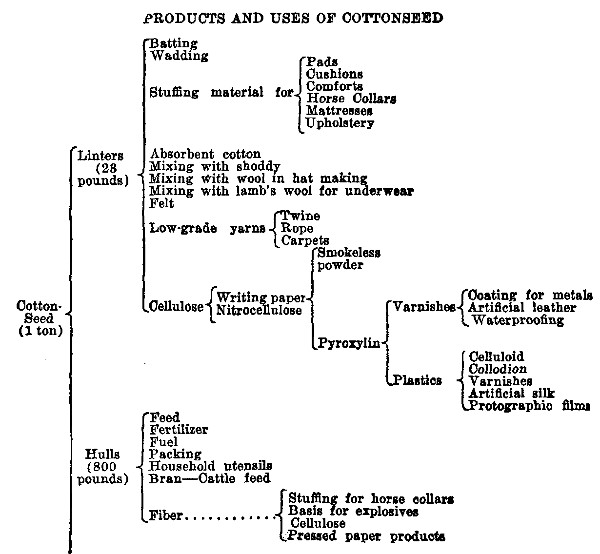 PRODUCTS AND USES OF COTTONSEED
Cotton-
Seed
(1 ton)
Linters
(23
pounds)
Batting
Wadding
Stuffing material for
Pads
Cushions
Comforts
Horse Collars
Mattresses
Upholstery
Absorbent cotton
Mixing with shoddy
Mixing with wool in hat making
Mixing with lamb's wool for underwear
Felt
Low-grade yarns
Twine
Rope
Carpets
Cellulose
Writing paper
Nitrocellulose
Smokeless
powder
Pyroxylin
Varnishes
Coating for metals
Artificial leather
Waterproofing
Plastics
Celluloid
Collodion
Varnishes
Artificial silk
Protographic films
Hulls
(800
pounds)
Feed
Fertilizer
Fuel
Packing
Household utensils
Bran—Cattle feed
Fiber...........
Stuffing for horse collars
Basis for explosives
Cellulose
Pressed paper products